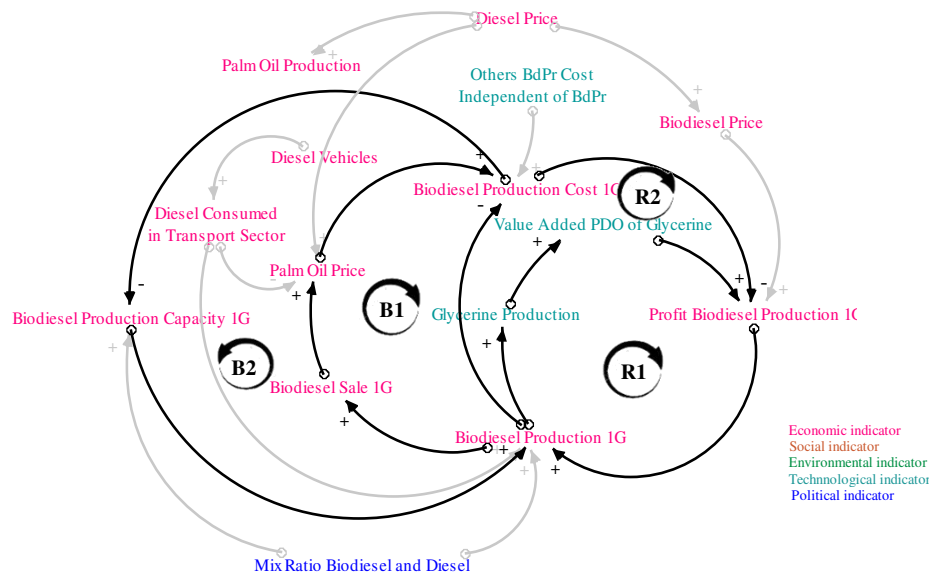 Diesel Price
Palm Oil Production
+
Others BdPr Cost
Independent of BdPr
+
Biodiesel Price
Diesel Vehicles
+
+
+
Biodiesel Production Cost 1G
R2
-
Diesel Consumed
in Transport Sector
Value Added PDO of Glycerine
+
+
Palm Oil Price
-
+
+
-
+
-
B1
Biodiesel Production Capacity 1G
Glycerine Production
Profit Biodiesel Production 1G
+
+
B2
R1
Biodiesel Sale 1G
+
Biodiesel Production 1G
+
+
+
+
Economic indicator
Social indicator
Environmental indicator
Technnological indicator
Political indicator
Mix Ratio Biodiesel and Diesel